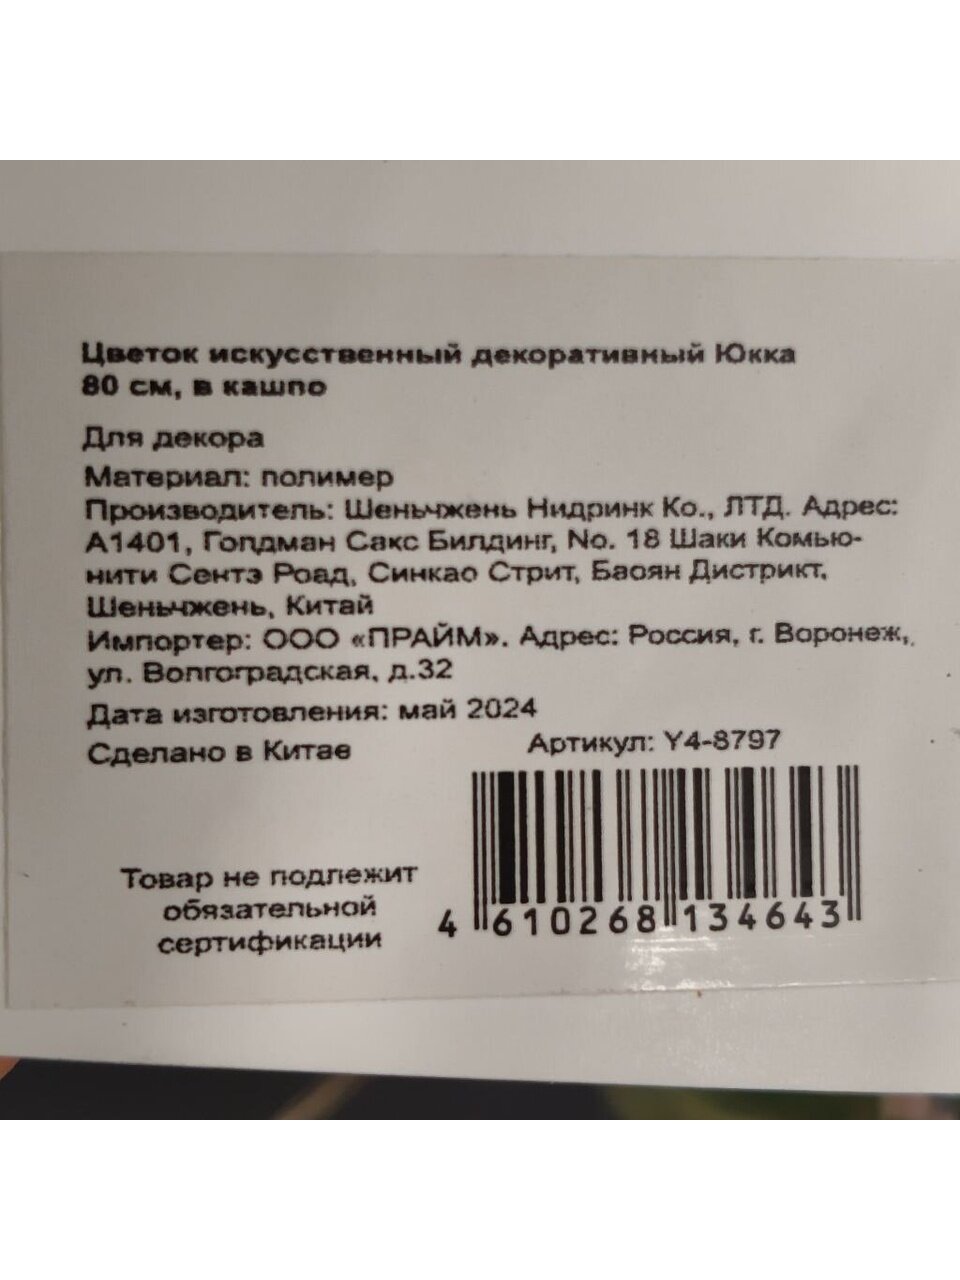 Цветок искусственный декоративный Юкка
80 см, в кашпо
Для декора
Материал: полимер
Производитель: Шеньчжень Нидринк Ко., ЛТД. Адрес:
А1401, Голдман Сакс Билдинг, No. 18 Шаки Комью-
нити Сентэ Роад, Синкао Стрит, Баоян Дистрикт,
Шеньчжень, Китай
Импортер: ООО «ПРАЙМ». Адрес: Россия, г. Воронеж,
ул. Волгоградская, д.32
Дата изготовления: май 2024
Сделано в Китае
Артикул: Y4-8797
Товар не подлежит
обязательной
сертификации
4 610268 134643